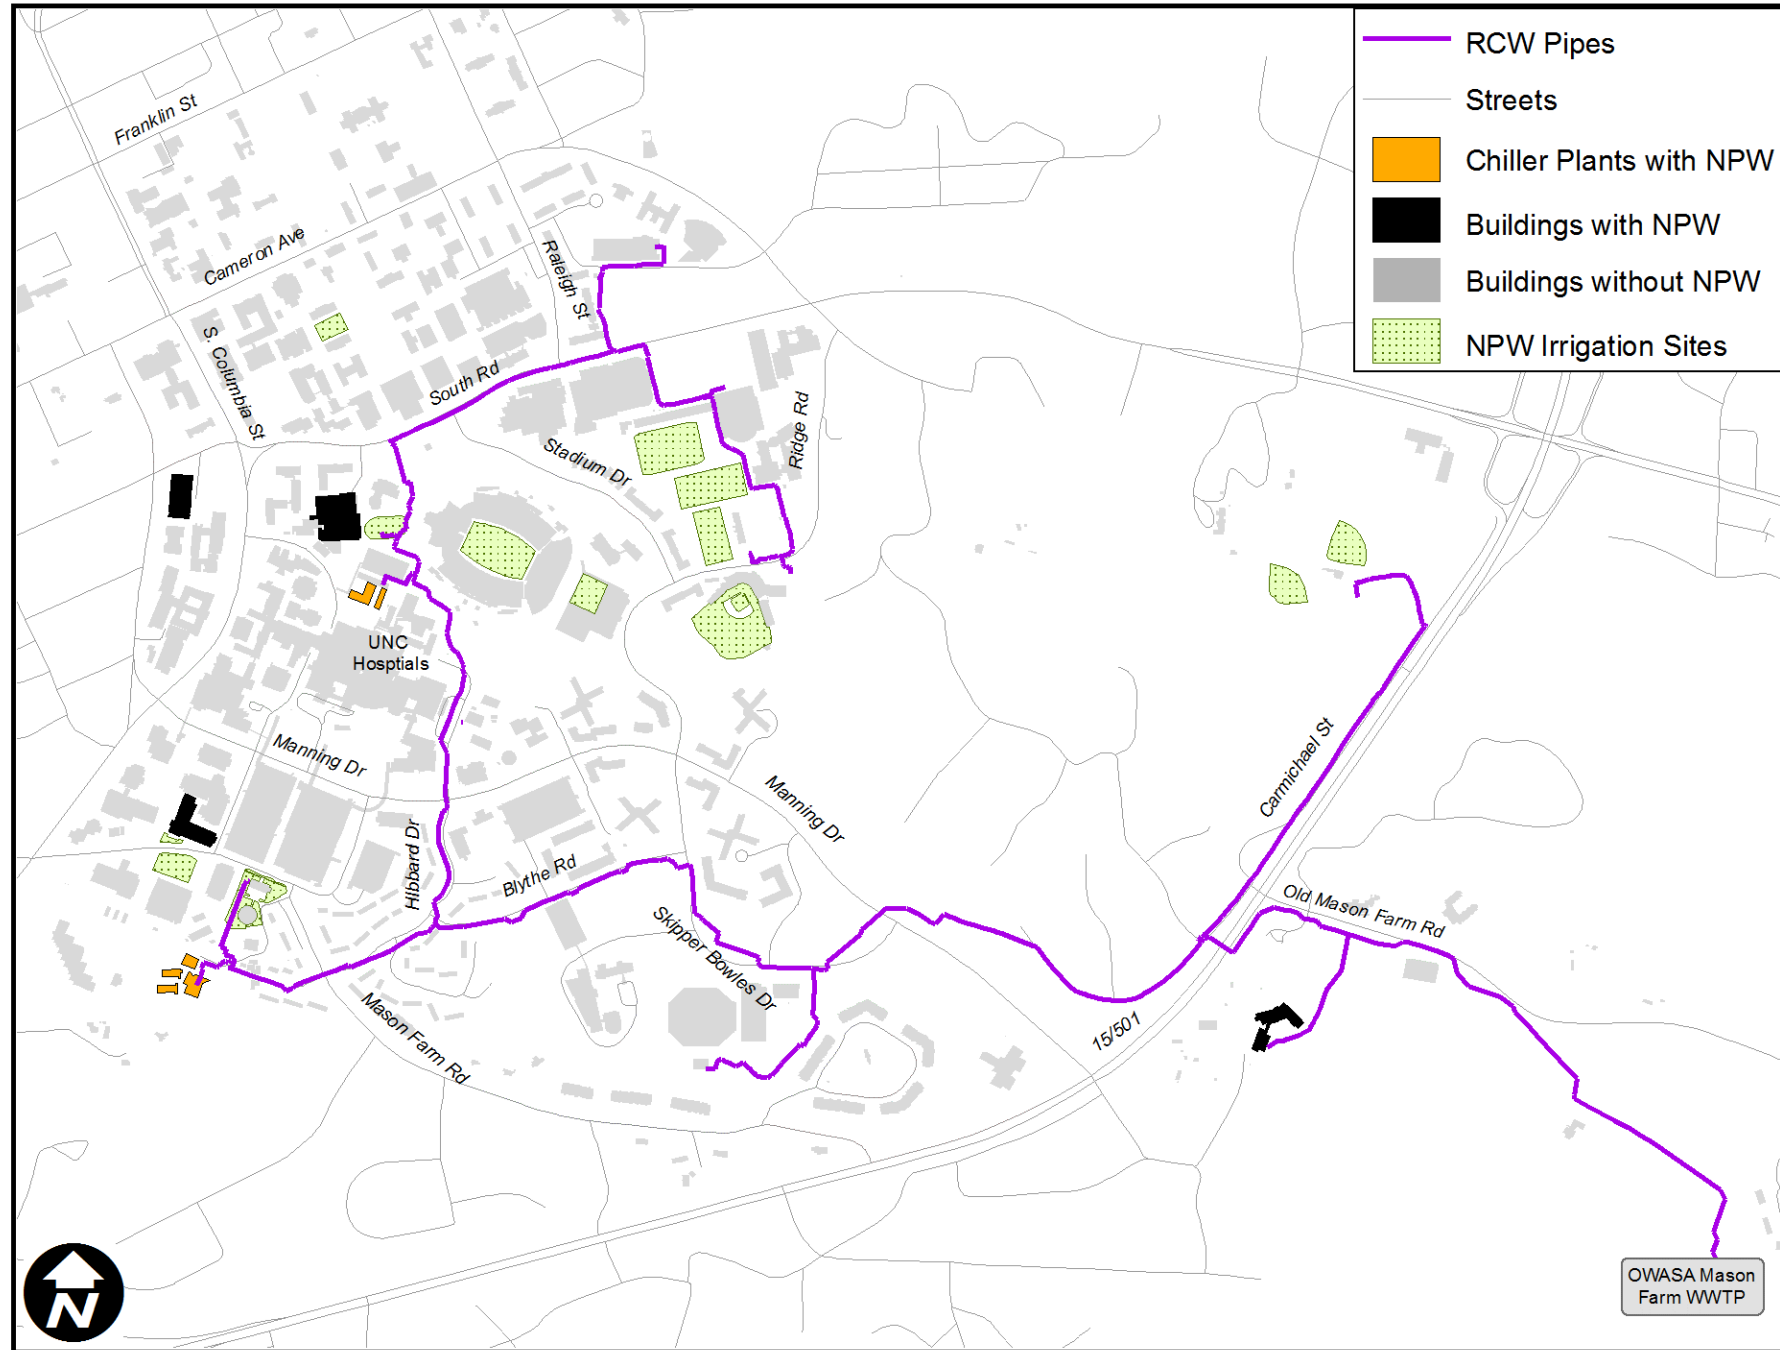 RCW Pipes
Streets
Chiller Plants with NPW
Buildings with NPW
Buildings without NPW
NPW Irrigation Sites
Franklin St
Cameron Ave
Raleigh St
S. Columbia St
South Rd
Stadium Dr
Ridge Rd
UNC
Hosptials
Manning Dr
Manning Dr
Carmichael St
Hibbard Dr
Blythe Rd
Skipper Bowles Dr
Old Mason Farm Rd
Mason Farm Rd
15/501
OWASA Mason
Farm WWTP
N